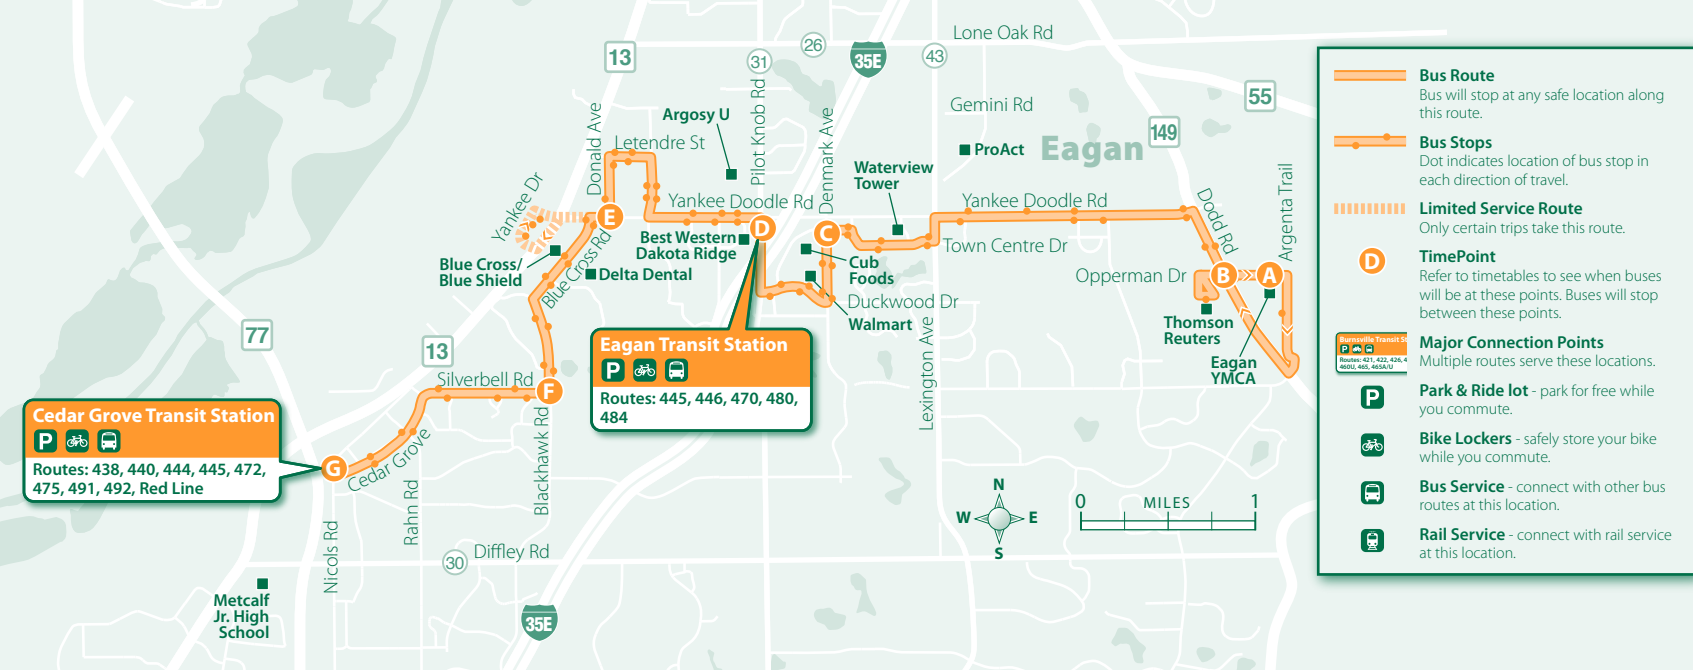 Lone Oak Rd
13
31
26
35E
43
55
Gemini Rd
149
Argosy U
Letendre St
Donald Ave
Pilot Knob Rd
Denmark Ave
ProAct
Eagan
Waterview
Tower
Yankee Dr
Yankee Doodle Rd
Yankee Doodle Rd
Dodd Rd
Argenta Trail
E
D
C
Best Western
Dakota Ridge
Town Centre Dr
Blue Cross/
Blue Shield
Blue Cross Rd
Delta Dental
Cub
Foods
Opperman Dr
B
A
Duckwood Dr
Walmart
Thomson
Reuters
Eagan
YMCA
Lexington Ave
77
13
Eagan Transit Station
P
Routes: 445, 446, 470, 480,
484
Silverbell Rd
F
Cedar Grove Transit Station
P
Routes: 438, 440, 444, 445, 472,
475, 491, 492, Red Line
G
Cedar Grove
Rahn Rd
Blackhawk Rd
Nicols Rd
30
Diffley Rd
35E
Metcalf
Jr. High
School
N
W
E
S
0
MILES
1
Bus Route
Bus will stop at any safe location along
this route.
Bus Stops
Dot indicates location of bus stop in
each direction of travel.
Limited Service Route
Only certain trips take this route.
D
TimePoint
Refer to timetables to see when buses
will be at these points. Buses will stop
between these points.
Burnsville Transit St
P
Routes: 421, 422, 426, 4
460U, 465, 465A/U
Major Connection Points
Multiple routes serve these locations.
P
Park & Ride lot - park for free while
you commute.
Bike Lockers - safely store your bike
while you commute.
Bus Service - connect with other bus
routes at this location.
Rail Service - connect with rail service
at this location.